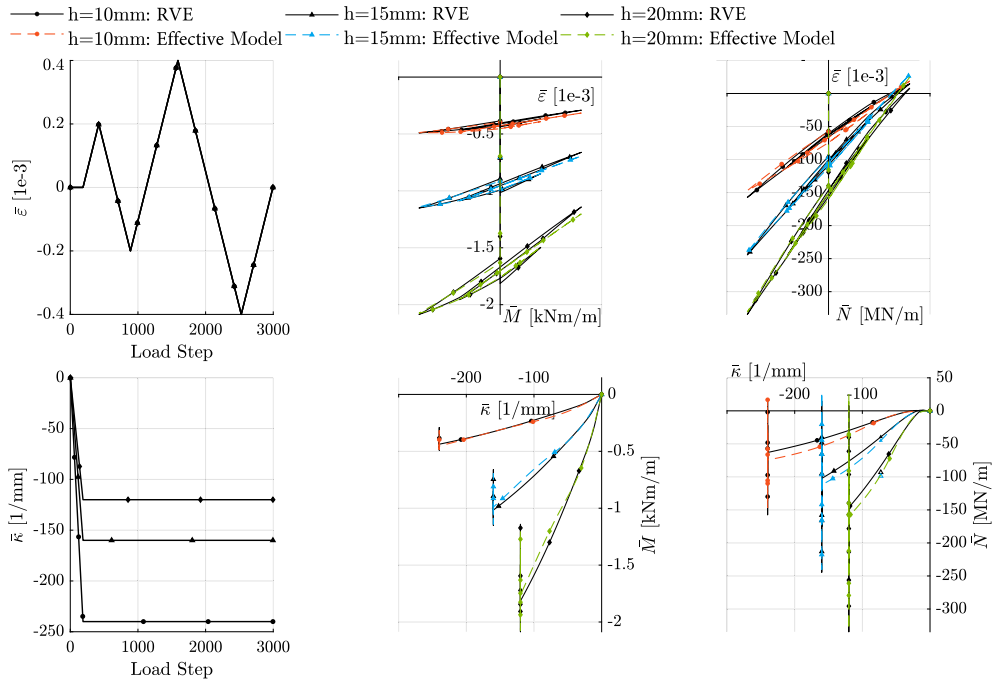 h=10mm: RVE h=15mm: RVE h=20mm: RVE
h=10mm: Effective Model h=15mm: Effective Model h=20mm: Effective Model
0.4
0.2
0
-0.2
-0.4
0 1000 2000 3000
Load Step
ε̄ [1e-3]
ε̄ [1e-3]
-0.5
-1.5
-2
M̄ [kNm/m]
ε̄ [1e-3]
-50
-100
-150
-200
-250
-300
N̄ [MN/m]
0
-50
-100
-150
-200
-250
0 1000 2000 3000
Load Step
κ̄ [1/mm]
-200 -100
κ̄ [1/mm]
0
-0.5
-1
-1.5
-2
M̄ [kNm/m]
κ̄ [1/mm]
-200 -100
50
0
-50
-100
-150
-200
-250
-300
N̄ [MN/m]